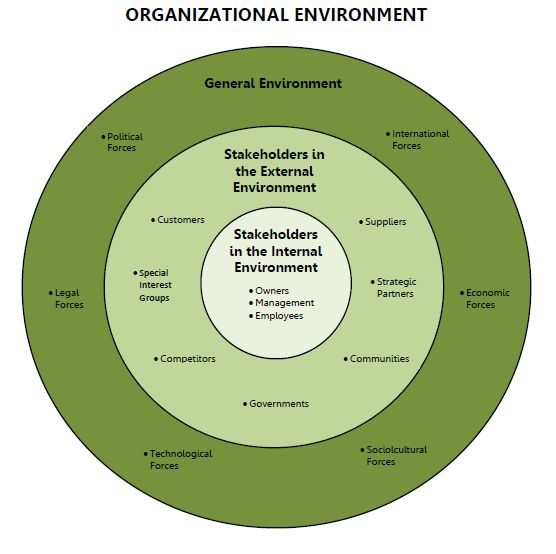 ORGANIZATIONAL ENVIRONMENT
General Environment
• Political
Forces
• International
Forces
Stakeholders in
the External
Environment
• Customers
• Suppliers
Stakeholders
in the Internal
Environment
• Owners
• Management
• Employees
• Special
Interest
Groups
• Strategic
Partners
• Legal
Forces
• Economic
Forces
• Competitors
• Communities
• Governments
• Technological
Forces
• Sociolcultural
Forces